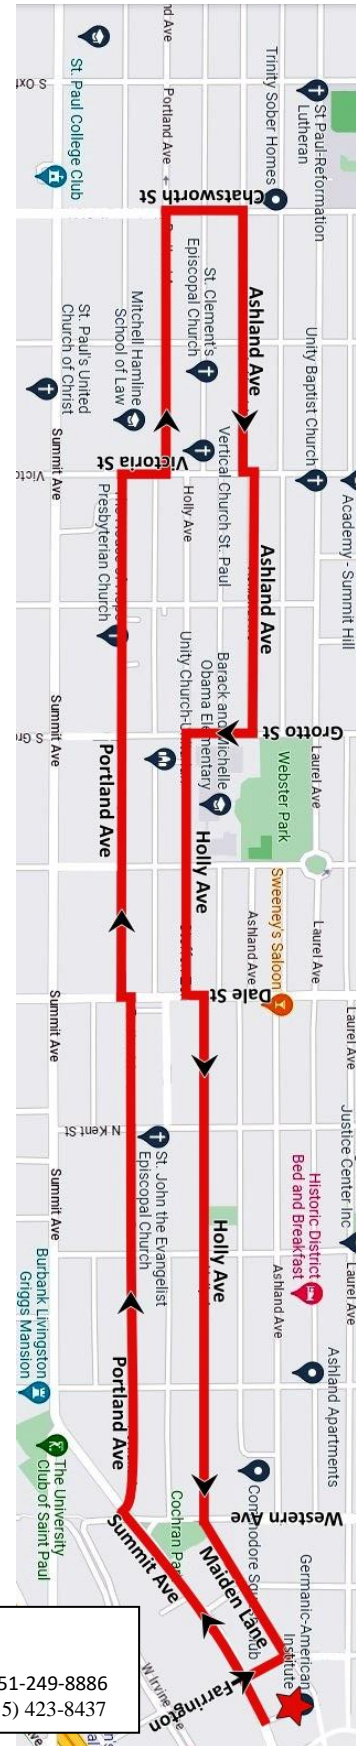 Portland Ave
S Oxf
St. Paul College Club
Trinity Sober Homes
St Paul-Reformation
Lutheran
Chatsworth St
Ashland Ave
St. Clement's
Episcopal Church
Mitchell Hamline
School of Law
St. Paul's United
Church of Christ
Unity Baptist Church
Summit Ave
Victoria St
Vertical Church St. Paul
Academy - Summit Hill
Holly Ave
Presbyterian Church
Ashland Ave
Barack and Michelle
Obama Elementary
Unity Church-U
Grotto St
Summit Ave
S Gr
Webster Park
Laurel Ave
Portland Ave
Holly Ave
Sweeney's Saloon
Ashland Ave
Laurel Ave
Dale St
Summit Ave
Laurel Ave
N Kent St
St. John the Evangelist
Episcopal Church
Justice Center Inc
Historic District
Bed and Breakfast
Summit Ave
Holly Ave
Ashland Ave
Laurel Ave
Burbank Livingston
Griggs Mansion
Portland Ave
Ashland Apartments
The University
Club of Saint Paul
Cochran Par
Western Ave
Summit Ave
Maiden Lane
Germanic-American
Institute
Farrington
W Irvine
51-249-8886
5) 423-8437